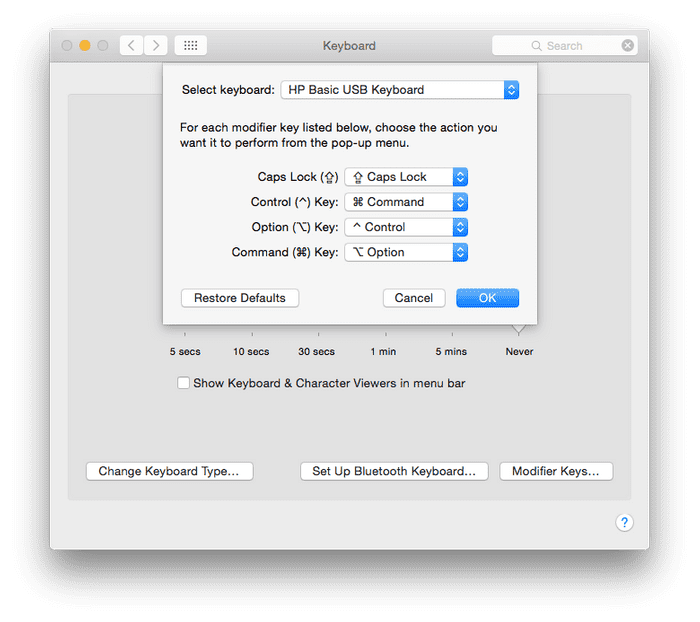 Keyboard
Search
Select keyboard: HP Basic USB Keyboard
For each modifier key listed below, choose the action you
want it to perform from the pop-up menu.
Caps Lock (⇪) ⇪ Caps Lock
Control (^) Key: ⌘ Command
Option (⌥) Key: ^ Control
Command (⌘) Key: ⌥ Option
Restore Defaults Cancel OK
5 secs 10 secs 30 secs 1 min 5 mins Never
Show Keyboard & Character Viewers in menu bar
Change Keyboard Type... Set Up Bluetooth Keyboard... Modifier Keys...
?